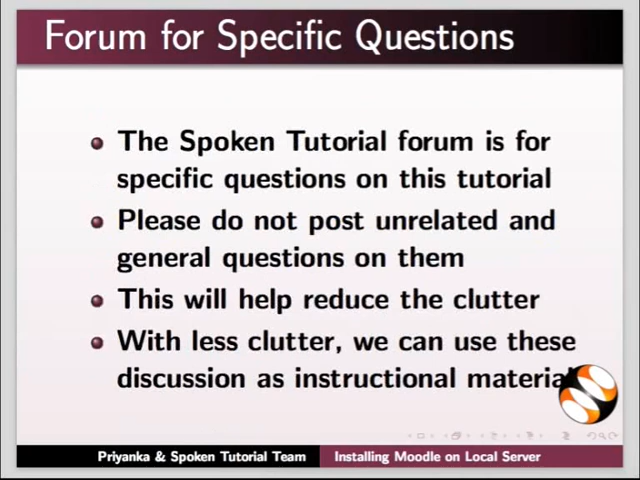 Forum for Specific Questions
The Spoken Tutorial forum is for
specific questions on this tutorial
Please do not post unrelated and
general questions on them
This will help reduce the clutter
With less clutter, we can use these
discussion as instructional material
Priyanka & Spoken Tutorial Team Installing Moodle on Local Server